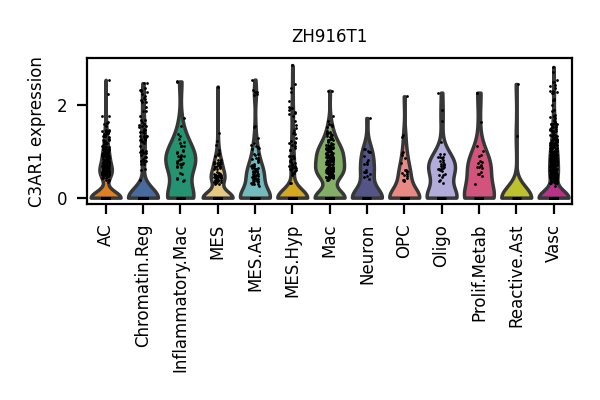 ZH916T1
C3AR1 expression
2
0
AC
Chromatin.Reg
Inflammatory.Mac
MES
MES.Ast
MES.Hyp
Mac
Neuron
OPC
Oligo
Prolif.Metab
Reactive.Ast
Vasc